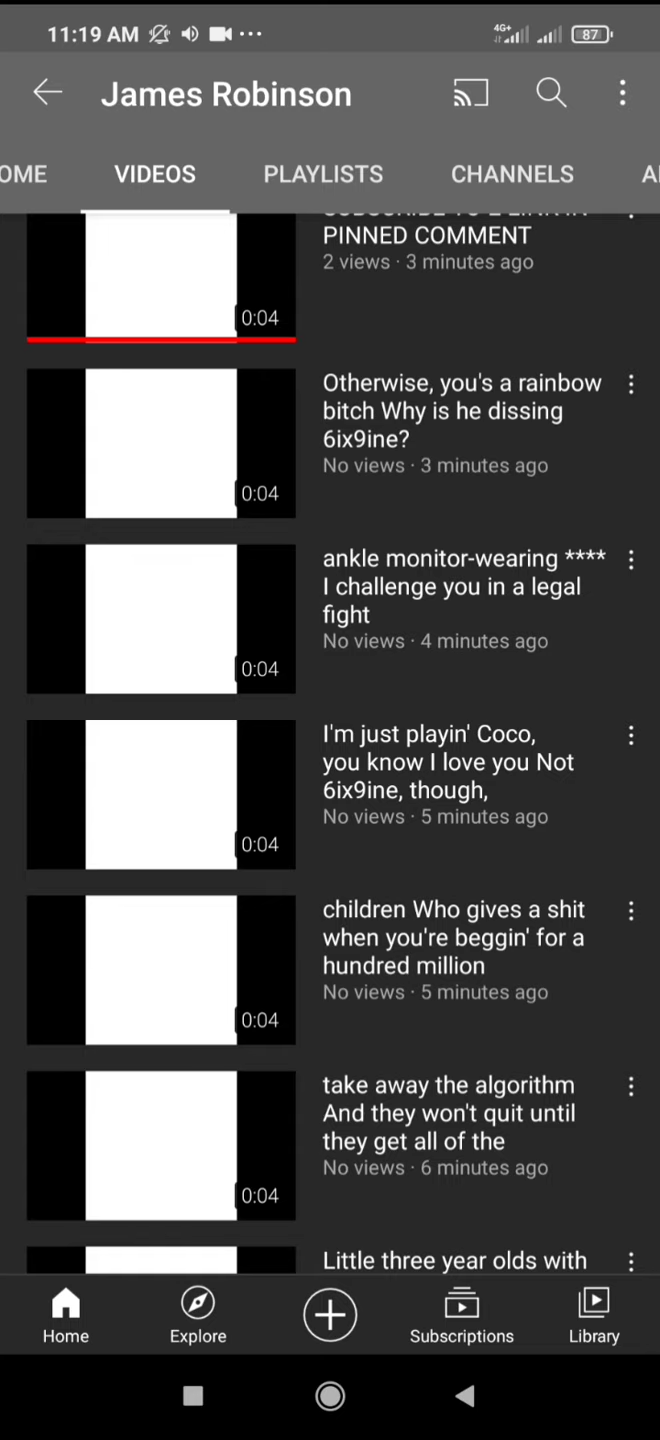 11:19 AM
4G+
87
James Robinson
OME VIDEOS PLAYLISTS CHANNELS A
SUBSCRIBE TO LINK IN
PINNED COMMENT
2 views · 3 minutes ago
0:04
Otherwise, you's a rainbow
bitch Why is he dissing
6ix9ine?
No views · 3 minutes ago
0:04
ankle monitor-wearing ****
I challenge you in a legal
fight
No views · 4 minutes ago
0:04
I'm just playin' Coco,
you know I love you Not
6ix9ine, though,
No views · 5 minutes ago
0:04
children Who gives a shit
when you're beggin' for a
hundred million
No views · 5 minutes ago
0:04
take away the algorithm
And they won't quit until
they get all of the
No views · 6 minutes ago
0:04
Little three year olds with
Home Explore Subscriptions Library